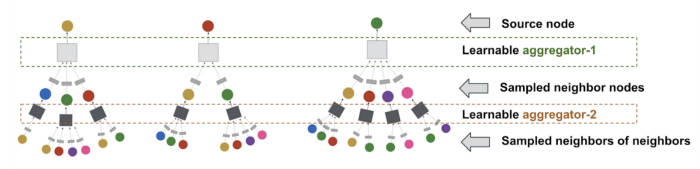 Source node
Learnable aggregator-1
Sampled neighbor nodes
Learnable aggregator-2
Sampled neighbors of neighbors